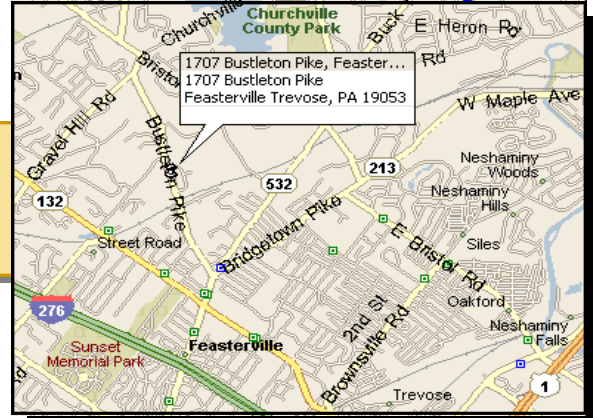 Churchville
County Park
Churchville
Buck
Rd
E Heron Rd
Bristo
1707 Bustleton Pike, Feaster...
1707 Bustleton Pike
Feasterville Trevose, PA 19053
W Maple Ave
Gravel Hill Rd
Bustleton Pike
Neshaminy
Woods
213
532
Neshaminy
Hills
132
Bridgetown Pike
Street Road
E Bristol Rd
Siles
276
2nd St
Oakford
Brownsville Rd
Neshaminy
Falls
Sunset
Memorial Park
Feasterville
Rd
1
Trevose